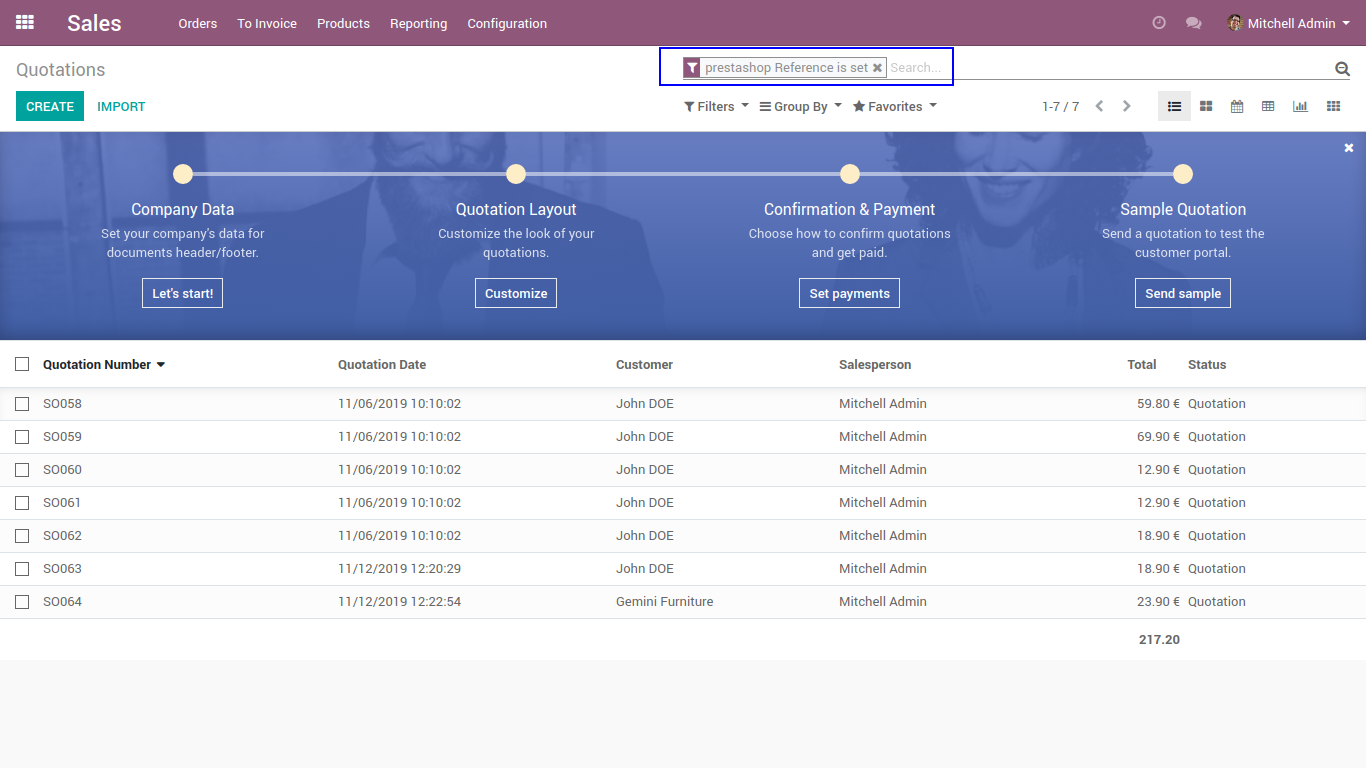 Sales Orders To Invoice Products Reporting Configuration Mitchell Admin
Quotations prestashop Reference is set Search...
CREATE IMPORT Filters Group By Favorites 1-7 / 7
Company Data Quotation Layout Confirmation & Payment Sample Quotation
Set your company's data for Customize the look of your Choose how to confirm quotations Send a quotation to test the
documents header/footer. quotations. and get paid. customer portal.
Let's start! Customize Set payments Send sample
Quotation Number Quotation Date Customer Salesperson Total Status
SO058 11/06/2019 10:10:02 John DOE Mitchell Admin 59.80 € Quotation
SO059 11/06/2019 10:10:02 John DOE Mitchell Admin 69.90 € Quotation
SO060 11/06/2019 10:10:02 John DOE Mitchell Admin 12.90 € Quotation
SO061 11/06/2019 10:10:02 John DOE Mitchell Admin 12.90 € Quotation
SO062 11/06/2019 10:10:02 John DOE Mitchell Admin 18.90 € Quotation
SO063 11/12/2019 12:20:29 John DOE Mitchell Admin 18.90 € Quotation
SO064 11/12/2019 12:22:54 Gemini Furniture Mitchell Admin 23.90 € Quotation
217.20